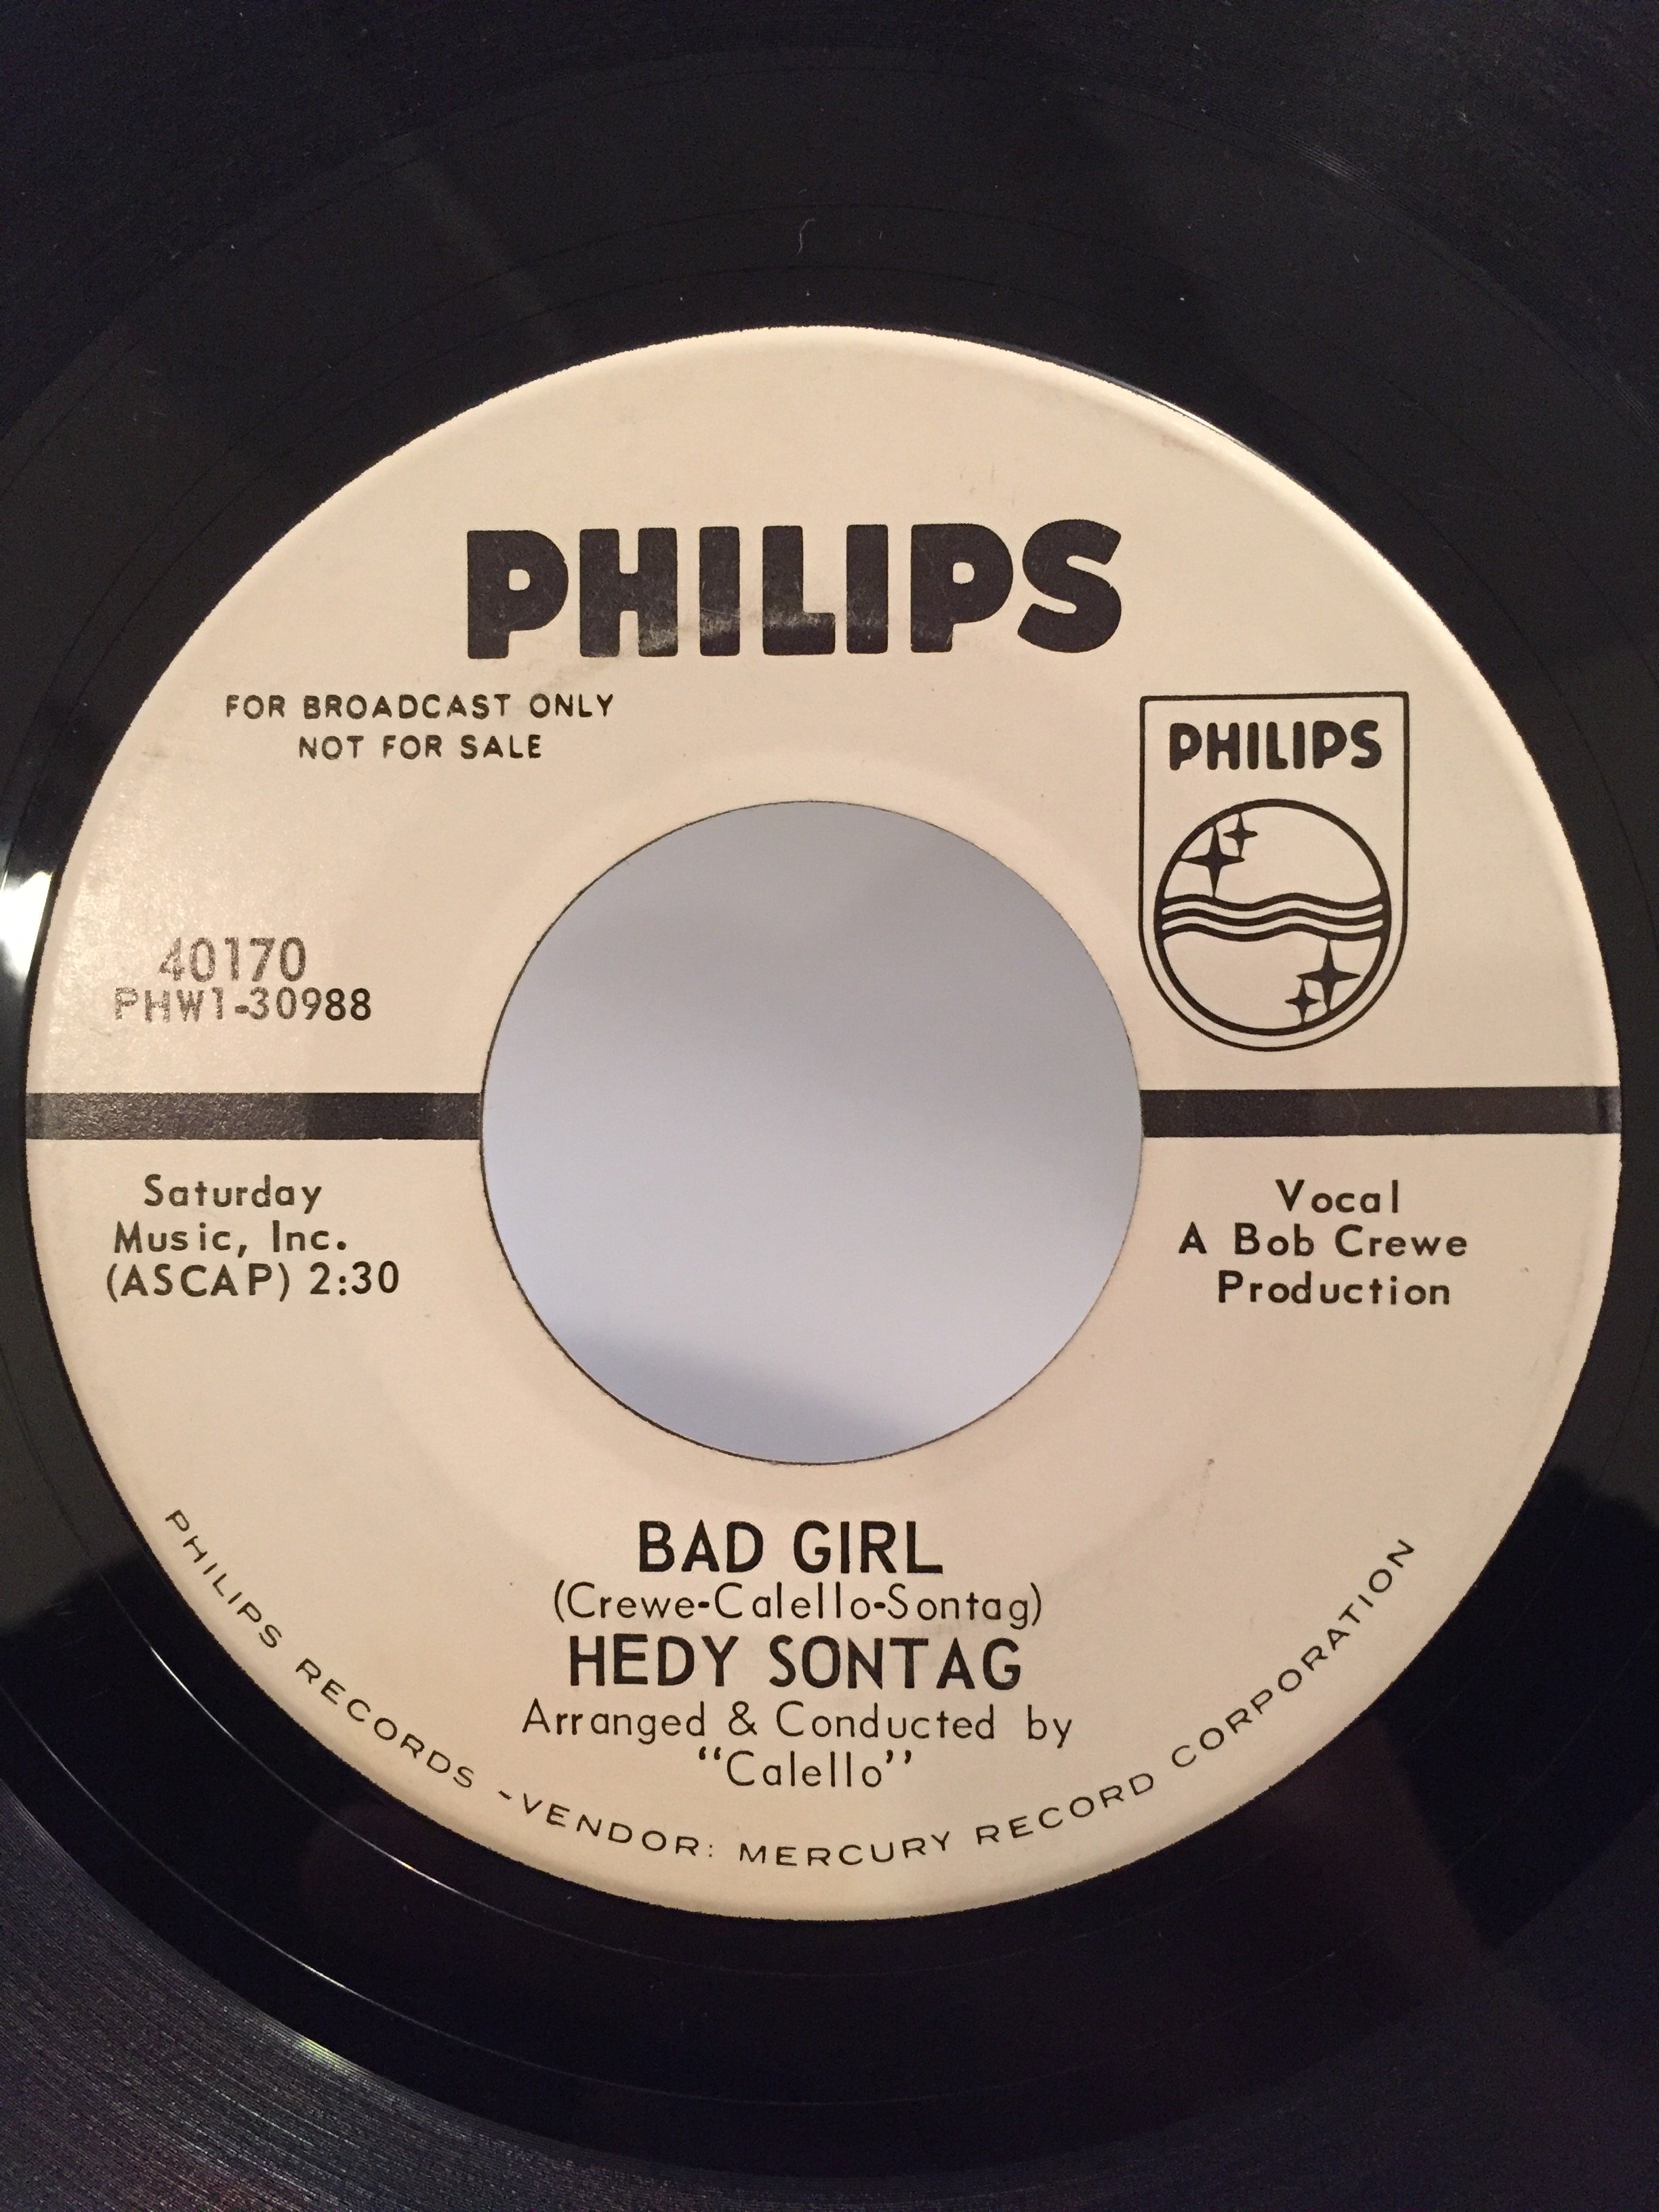 PHILIPS
FOR BROADCAST ONLY
NOT FOR SALE
PHILIPS
40170
PHW1-30988
Saturday
Music, Inc.
(ASCAP) 2:30
Vocal
A Bob Crewe
Production
BAD GIRL
(Crewe-Calello-Sontag)
HEDY SONTAG
Arranged & Conducted by
“Calello”
PHILIPS RECORDS -VENDOR: MERCURY RECORD CORPORATION